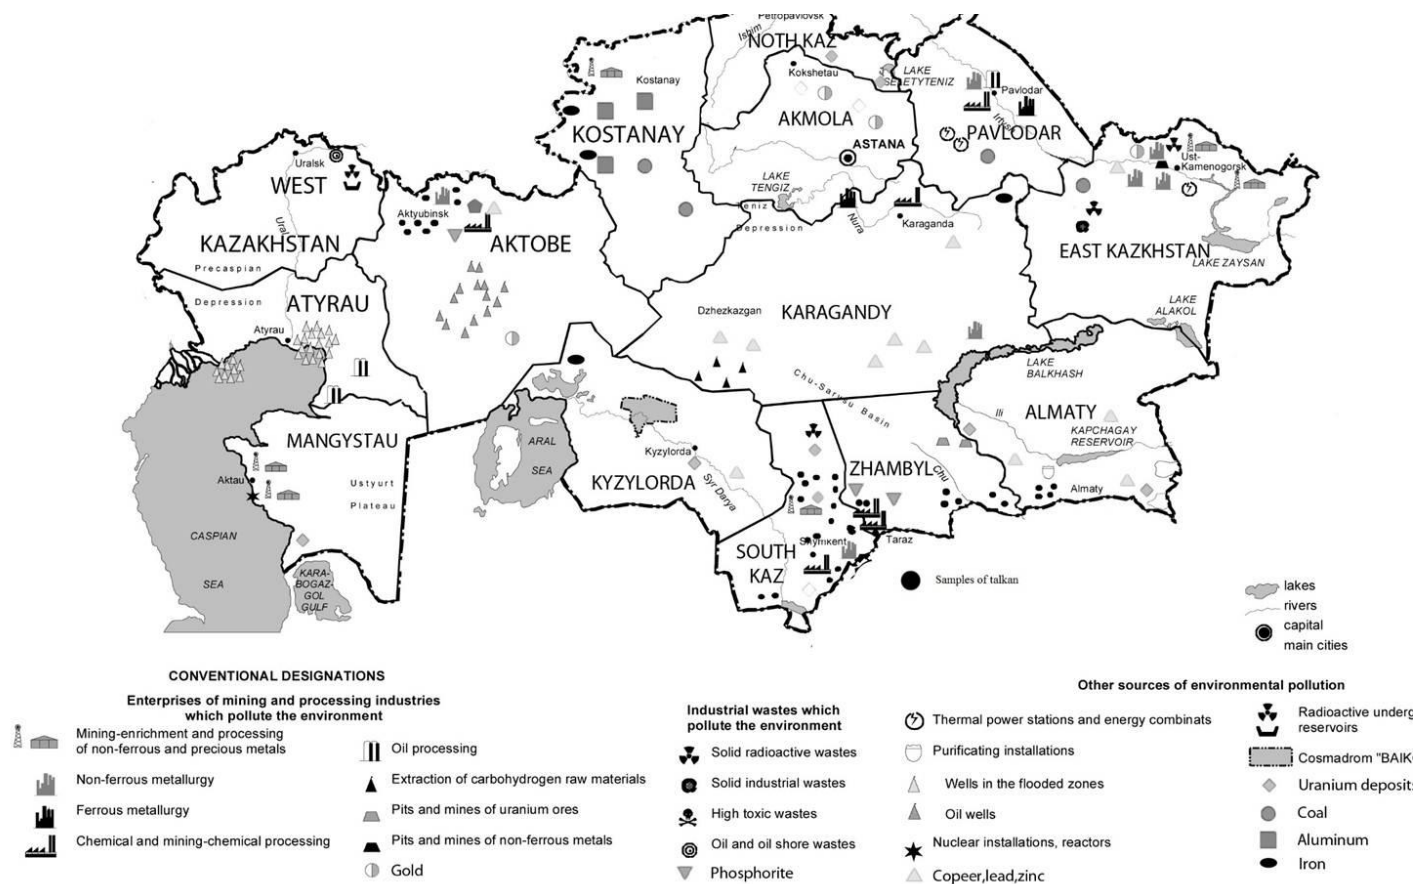 Petropavlovsk
Ishim
NOTH KAZ
Kokshetau
LAKE
SELETYTENIZ
Kostanay
KOSTANAY
AKMOLA
ASTANA
Pavlodar
PAVLODAR
LAKE
TENGIZ
Teniz
Depression
Nura
Karaganda
Uralsk
WEST
KAZAKHSTAN
Ural
Precaspian
Depression
Aktyubinsk
AKTOBE
ATYRAU
Atyrau
Ust-
Kamenogorsk
EAST KAZKHSTAN
LAKE ZAYSAN
LAKE
ALAKOL
Dzhezkazgan
KARAGANDY
Chu-Sarysu Basin
LAKE
BALKHASH
Ili
ALMATY
KAPCHAGAY
RESERVOIR
Almaty
MANGYSTAU
Aktau
Ustyurt
Plateau
ARAL
SEA
Kyzylorda
KYZYLORDA
Syr Darya
ZHAMBYL
Chu
CASPIAN
SEA
KARA-
BOGAZ-
GOL
GULF
SOUTH
KAZ
Shymkent
Taraz
Samples of talkan
lakes
rivers
capital
main cities
CONVENTIONAL DESIGNATIONS
Enterprises of mining and processing industries
which pollute the environment
Mining-enrichment and processing
of non-ferrous and precious metals
Non-ferrous metallurgy
Ferrous metallurgy
Chemical and mining-chemical processing
Oil processing
Extraction of carbohydrogen raw materials
Pits and mines of uranium ores
Pits and mines of non-ferrous metals
Gold
Industrial wastes which
pollute the environment
Solid radioactive wastes
Solid industrial wastes
High toxic wastes
Oil and oil shore wastes
Phosphorite
Other sources of environmental pollution
Thermal power stations and energy combinats
Purificating installations
Wells in the flooded zones
Oil wells
Nuclear installations, reactors
Copeer,lead,zinc
Radioactive underg
reservoirs
Cosmadrom "BAIK
Uranium deposits
Coal
Aluminum
Iron